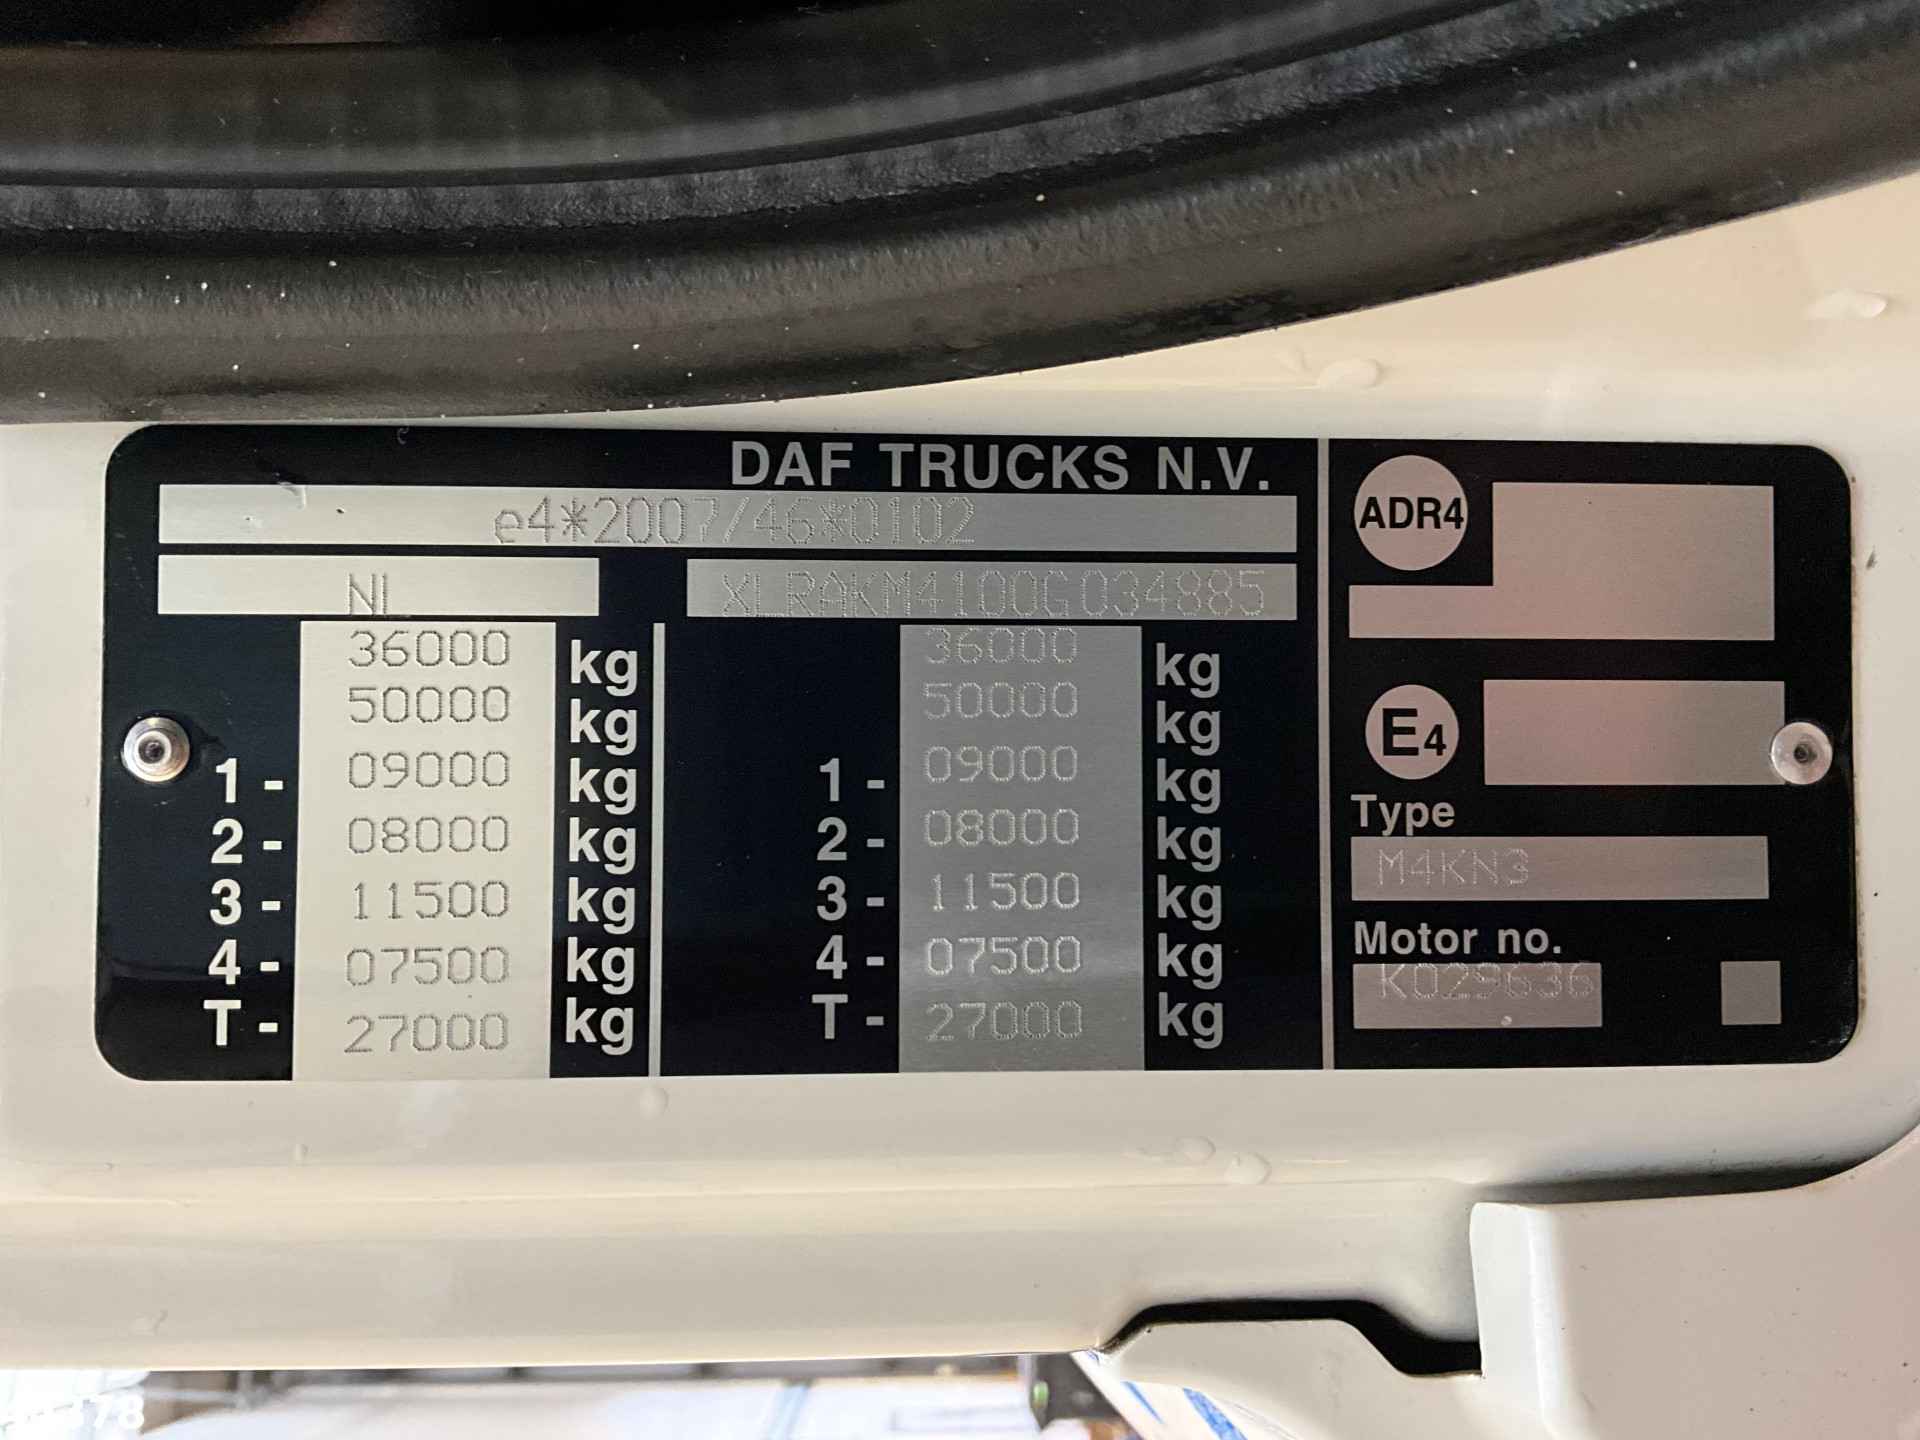 DAF TRUCKS N.V.
e4*2007/46*0102
NL XLRAKM4100G034885
36000 kg 36000 kg
50000 kg 50000 kg
1 - 09000 kg 1 - 09000 kg
2 - 08000 kg 2 - 08000 kg
3 - 11500 kg 3 - 11500 kg
4 - 07500 kg 4 - 07500 kg
T - 27000 kg T - 27000 kg
ADR4
E4
Type
M4KN3
Motor no.
K029636